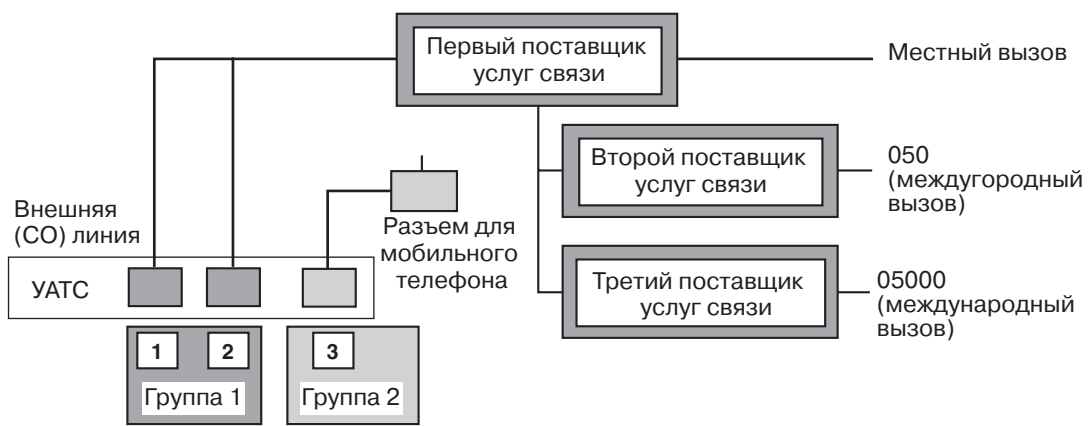 Первый поставщик
услуг связи
Местный вызов
Второй поставщик
услуг связи
050
(междугородный
вызов)
Внешняя
(CO) линия
Разъем для
мобильного
телефона
УАТС
Третий поставщик
услуг связи
05000
(международный
вызов)
1
2
3
Группа 1
Группа 2